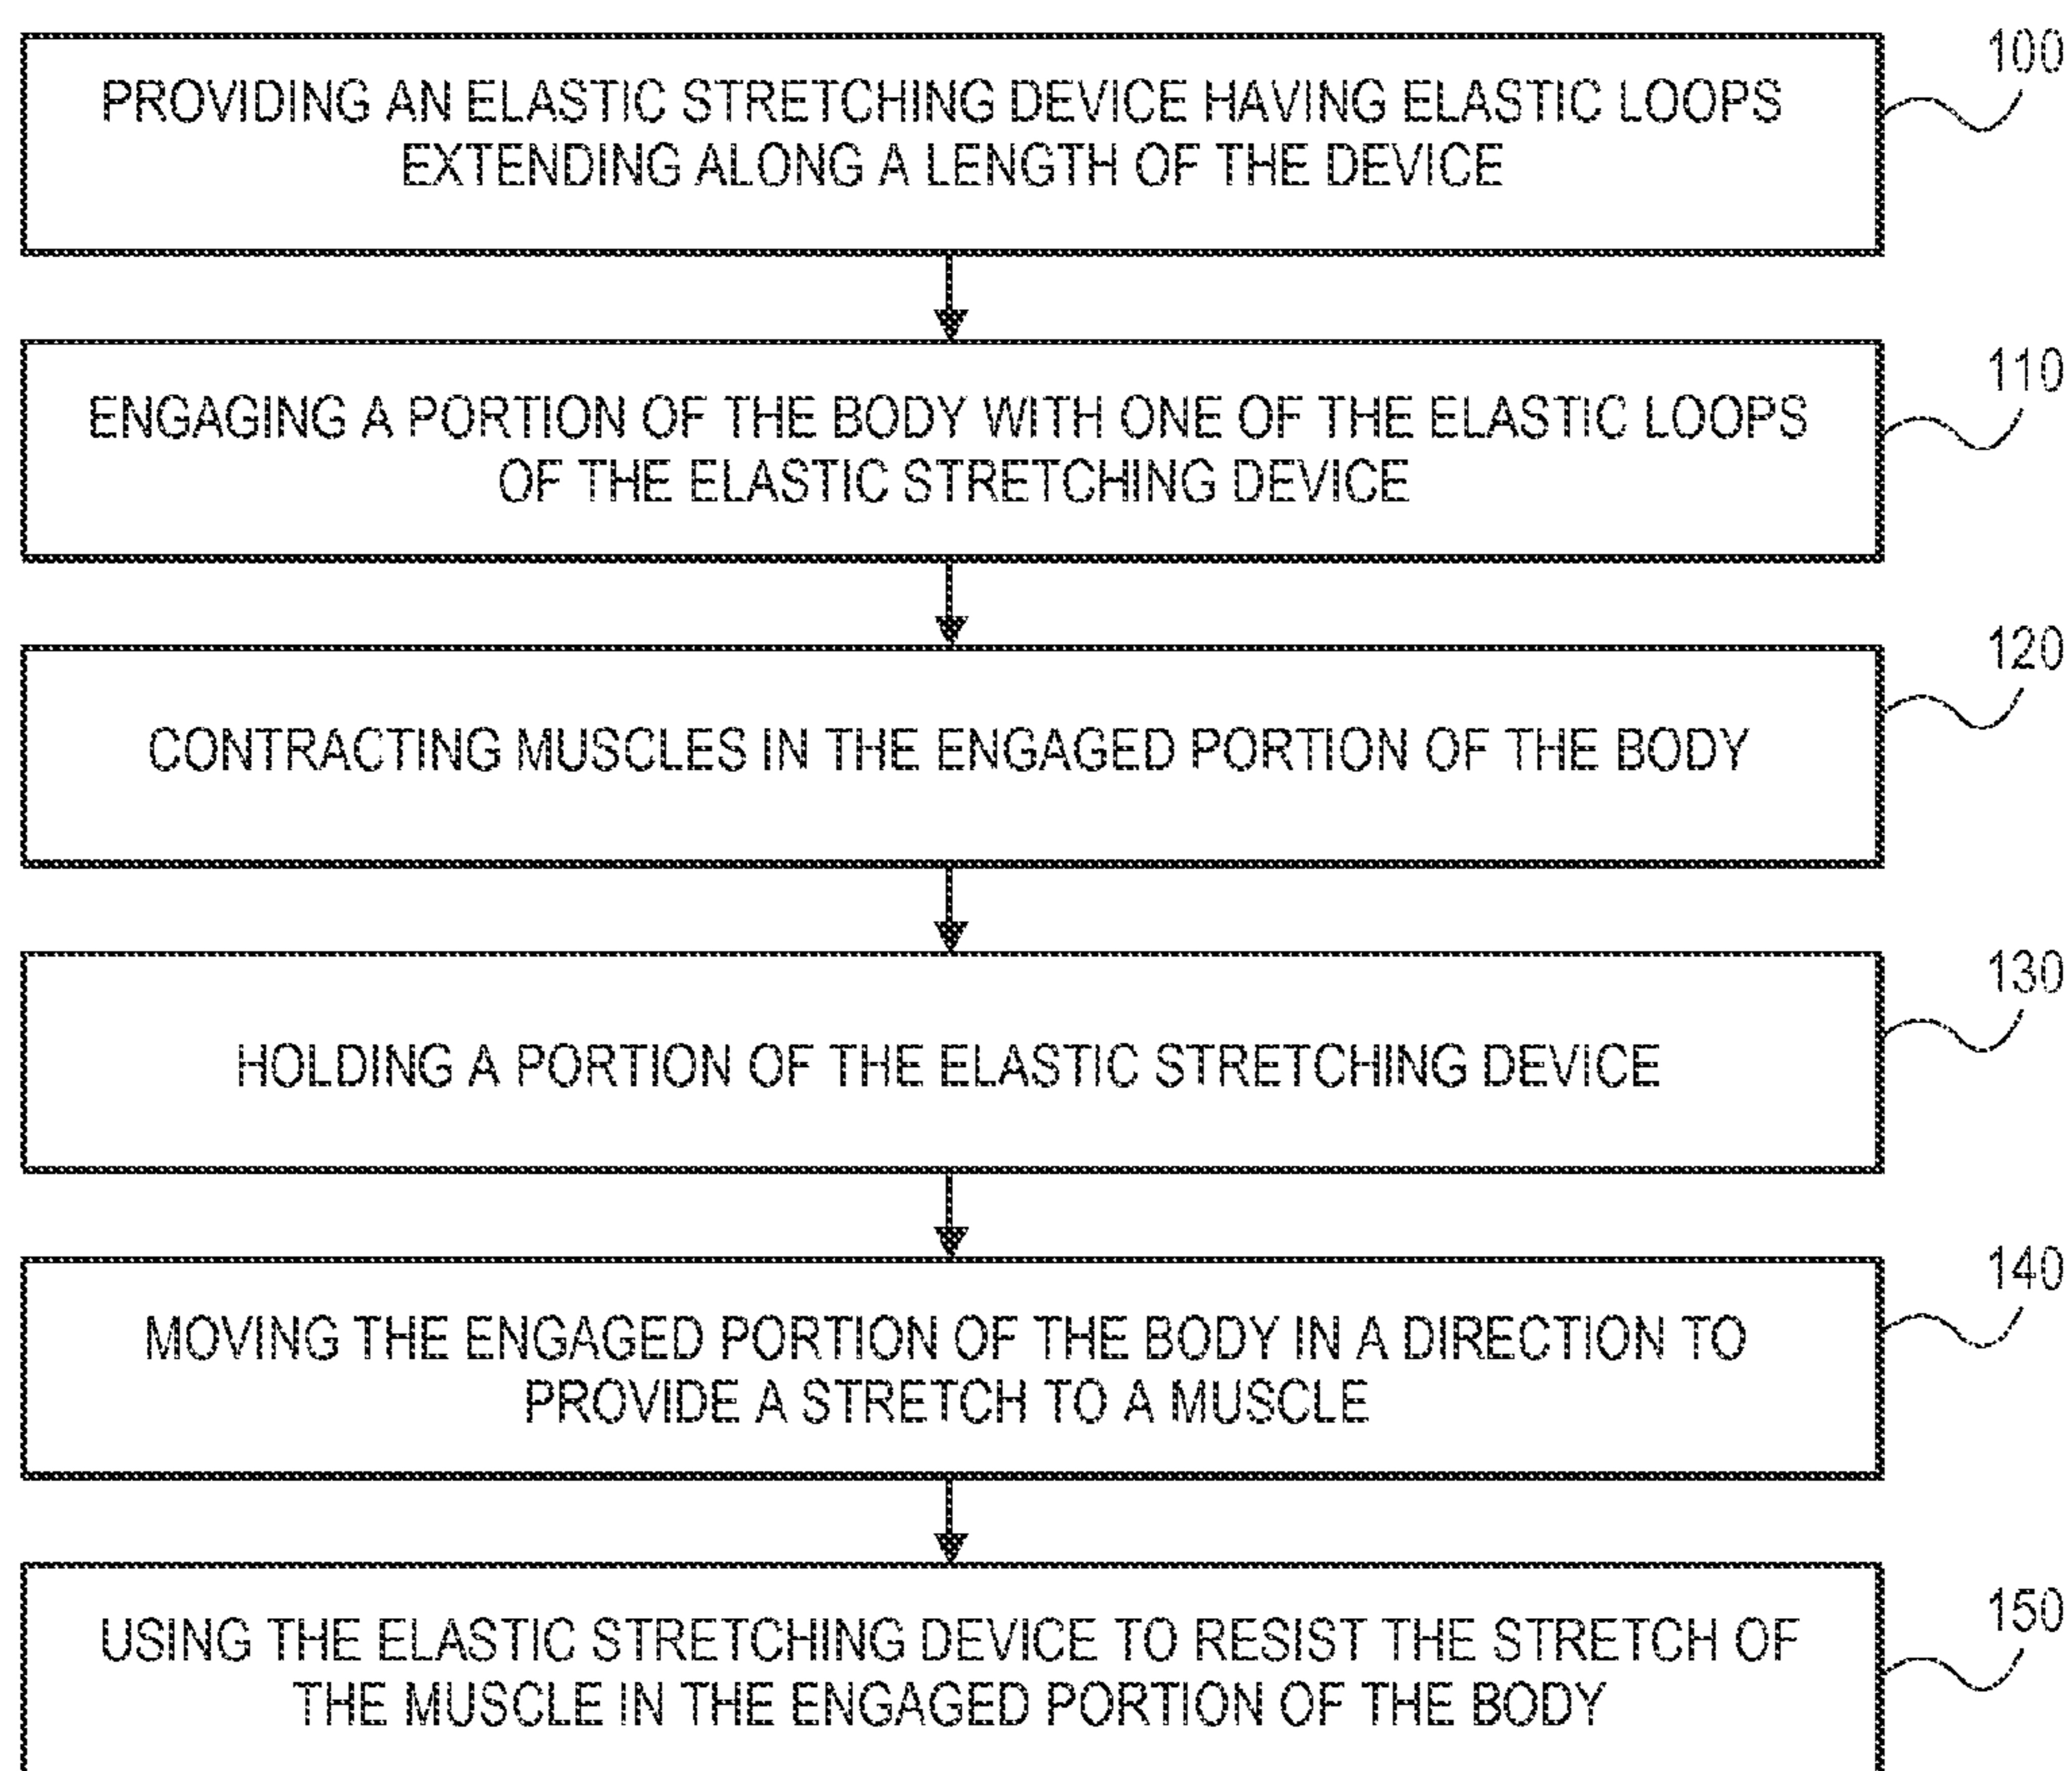 100
PROVIDING AN ELASTIC STRETCHING DEVICE HAVING ELASTIC LOOPS
EXTENDING ALONG A LENGTH OF THE DEVICE
110
ENGAGING A PORTION OF THE BODY WITH ONE OF THE ELASTIC LOOPS
OF THE ELASTIC STRETCHING DEVICE
120
CONTRACTING MUSCLES IN THE ENGAGED PORTION OF THE BODY
130
HOLDING A PORTION OF THE ELASTIC STRETCHING DEVICE
140
MOVING THE ENGAGED PORTION OF THE BODY IN A DIRECTION TO
PROVIDE A STRETCH TO A MUSCLE
150
USING THE ELASTIC STRETCHING DEVICE TO RESIST THE STRETCH OF
THE MUSCLE IN THE ENGAGED PORTION OF THE BODY